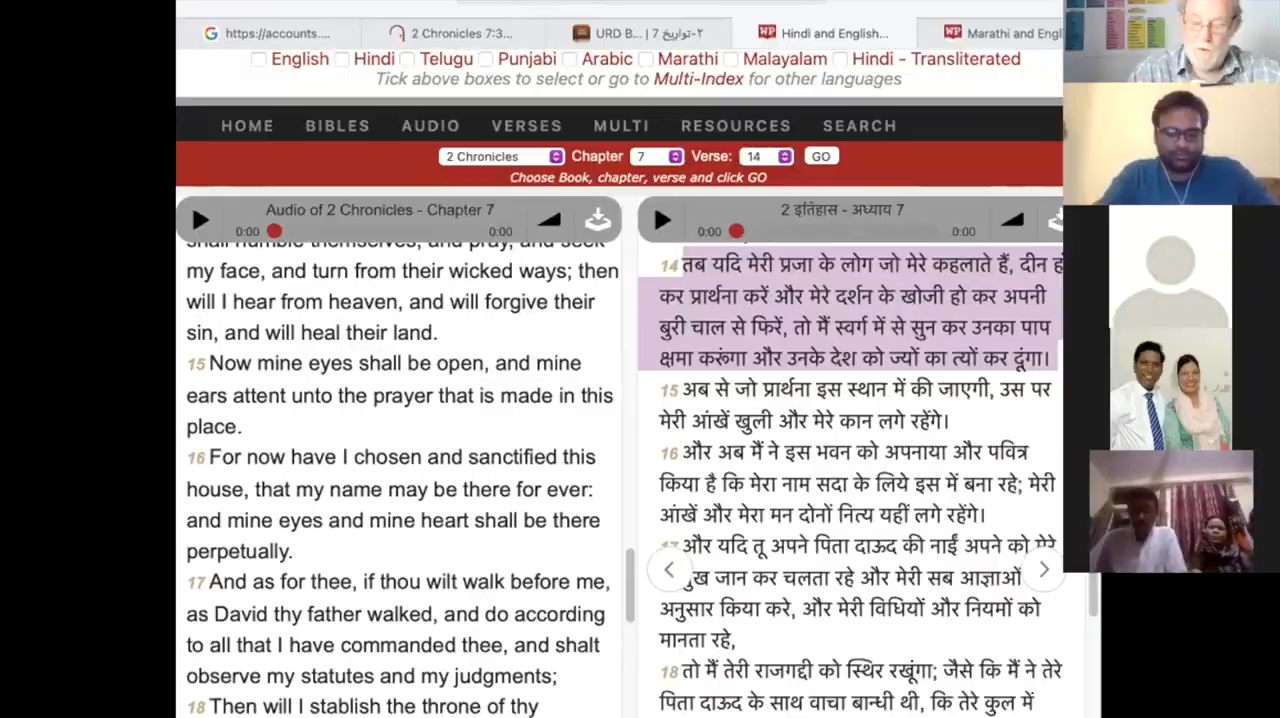 https://accounts....
2 Chronicles 7:3...
URD B... | 7 تواریخ-۲
Hindi and English...
Marathi and Engl
English Hindi Telugu Punjabi Arabic Marathi Malayalam Hindi - Transliterated
Tick above boxes to select or go to Multi-Index for other languages
HOME BIBLES AUDIO VERSES MULTI RESOURCES SEARCH
2 Chronicles Chapter 7 Verse: 14 GO
Choose Book, chapter, verse and click GO
Audio of 2 Chronicles - Chapter 7
0:00 0:00
shall humble themselves, and pray, and seek
my face, and turn from their wicked ways; then
will I hear from heaven, and will forgive their
sin, and will heal their land.
15 Now mine eyes shall be open, and mine
ears attent unto the prayer that is made in this
place.
16 For now have I chosen and sanctified this
house, that my name may be there for ever:
and mine eyes and mine heart shall be there
perpetually.
17 And as for thee, if thou wilt walk before me,
as David thy father walked, and do according
to all that I have commanded thee, and shalt
observe my statutes and my judgments;
18 Then will I stablish the throne of thy
2 इतिहास - अध्याय 7
0:00 0:00
14 तब यदि मेरी प्रजा के लोग जो मेरे कहलाते हैं, दीन
कर प्रार्थना करें और मेरे दर्शन के खोजी हो कर अपनी
बुरी चाल से फिरें, तो मैं स्वर्ग में से सुन कर उनका पाप
क्षमा करूंगा और उनके देश को ज्यों का त्यों कर दूंगा।
15 अब से जो प्रार्थना इस स्थान में की जाएगी, उस पर
मेरी आंखें खुली और मेरे कान लगे रहेंगे।
16 और अब मैं ने इस भवन को अपनाया और पवित्र
किया है कि मेरा नाम सदा के लिये इस में बना रहे; मेरी
आंखें और मेरा मन दोनों नित्य यहीं लगे रहेंगे।
17 और यदि तू अपने पिता दाऊद की नाईं अपने को मेरे
जान कर चलता रहे और मेरी सब आज्ञाओं
अनुसार किया करे, और मेरी विधियों और नियमों को
मानता रहे,
18 तो मैं तेरी राजगद्दी को स्थिर रखूंगा; जैसे कि मैं ने तेरे
पिता दाऊद के साथ वाचा बान्धी थी, कि तेरे कुल में